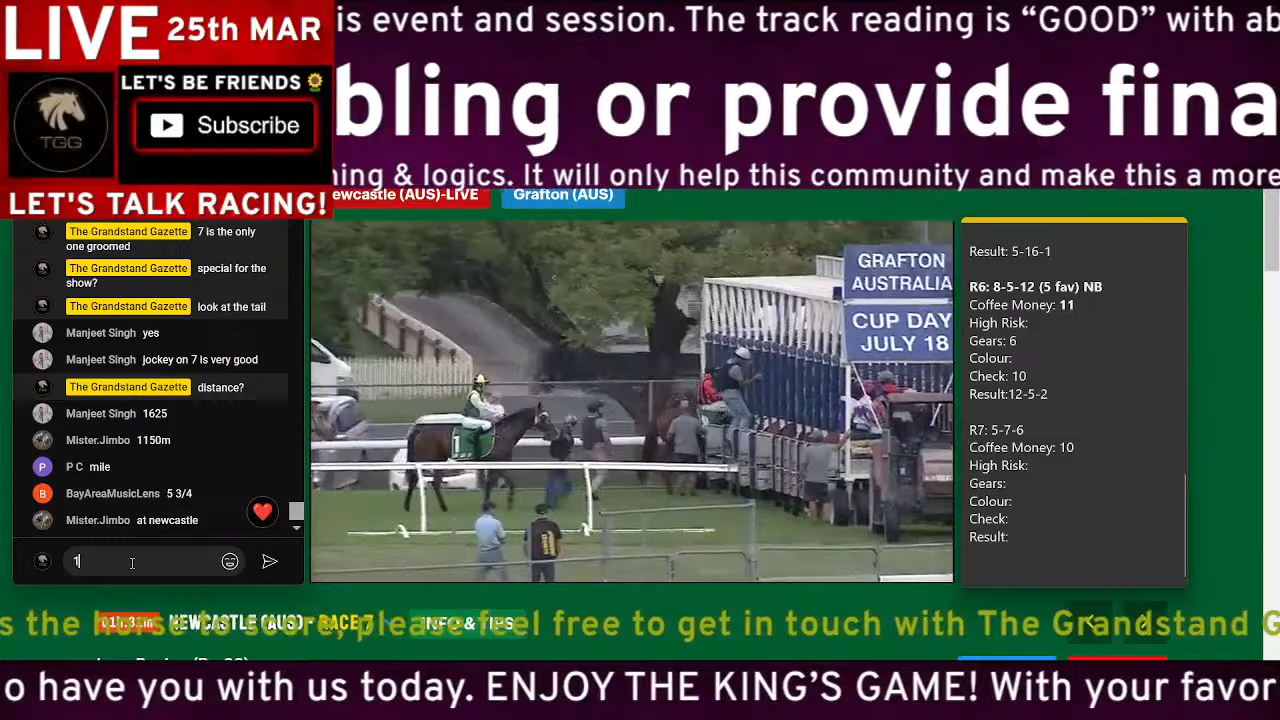 LIVE 25th MAR
is event and session. The track reading is “GOOD” with ab
LET'S BE FRIENDS
TGG
Subscribe
bling or provide fina
ning & logics. It will only help this community and make this a more
LET'S TALK RACING!
ewcastle (AUS)-LIVE
Grafton (AUS)
The Grandstand Gazette 7 is the only
one groomed
The Grandstand Gazette special for the
show?
The Grandstand Gazette look at the tail
Manjeet Singh yes
Manjeet Singh jockey on 7 is very good
The Grandstand Gazette distance?
Manjeet Singh 1625
Mister.Jimbo 1150m
P
P C mile
B
BayAreaMusicLens 5 3/4
Mister.Jimbo at newcastle
1
GRAFTON
AUSTRALIA
CUP DAY
JULY 18
1
Result: 5-16-1
R6: 8-5-12 (5 fav) NB
Coffee Money: 11
High Risk:
Gears: 6
Colour:
Check: 10
Result:12-5-2
R7: 5-7-6
Coffee Money: 10
High Risk:
Gears:
Colour:
Check:
Result:
NEWCASTLE (AUS) - RACE 7
INFO & TIPS
s the horse to score, please feel free to get in touch with The Grandstand G
o have you with us today. ENJOY THE KING'S GAME! With your favor